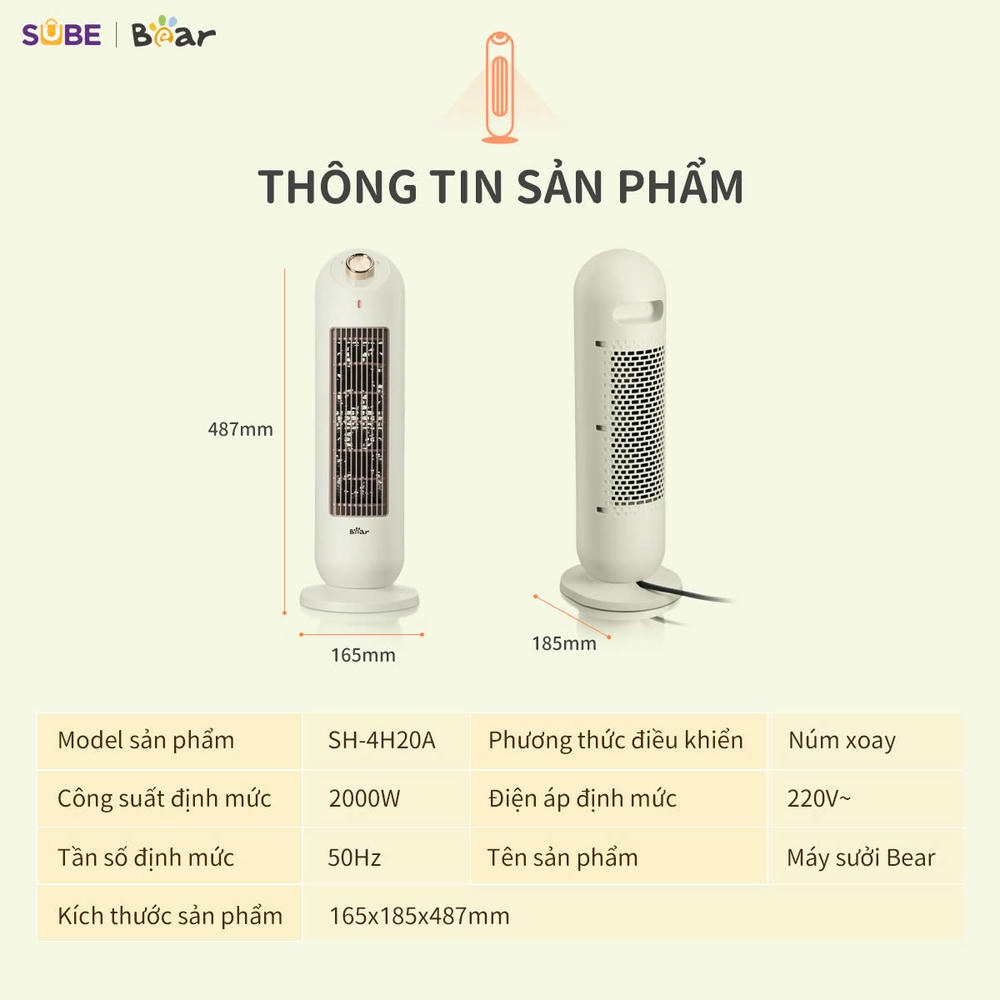 SUBE | Bear
THÔNG TIN SẢN PHẨM
487mm
Bear
165mm
185mm
Model sản phẩm SH-4H20A Phương thức điều khiển Núm xoay
Công suất định mức 2000W Điện áp định mức 220V~
Tần số định mức 50Hz Tên sản phẩm Máy sưởi Bear
Kích thước sản phẩm 165x185x487mm